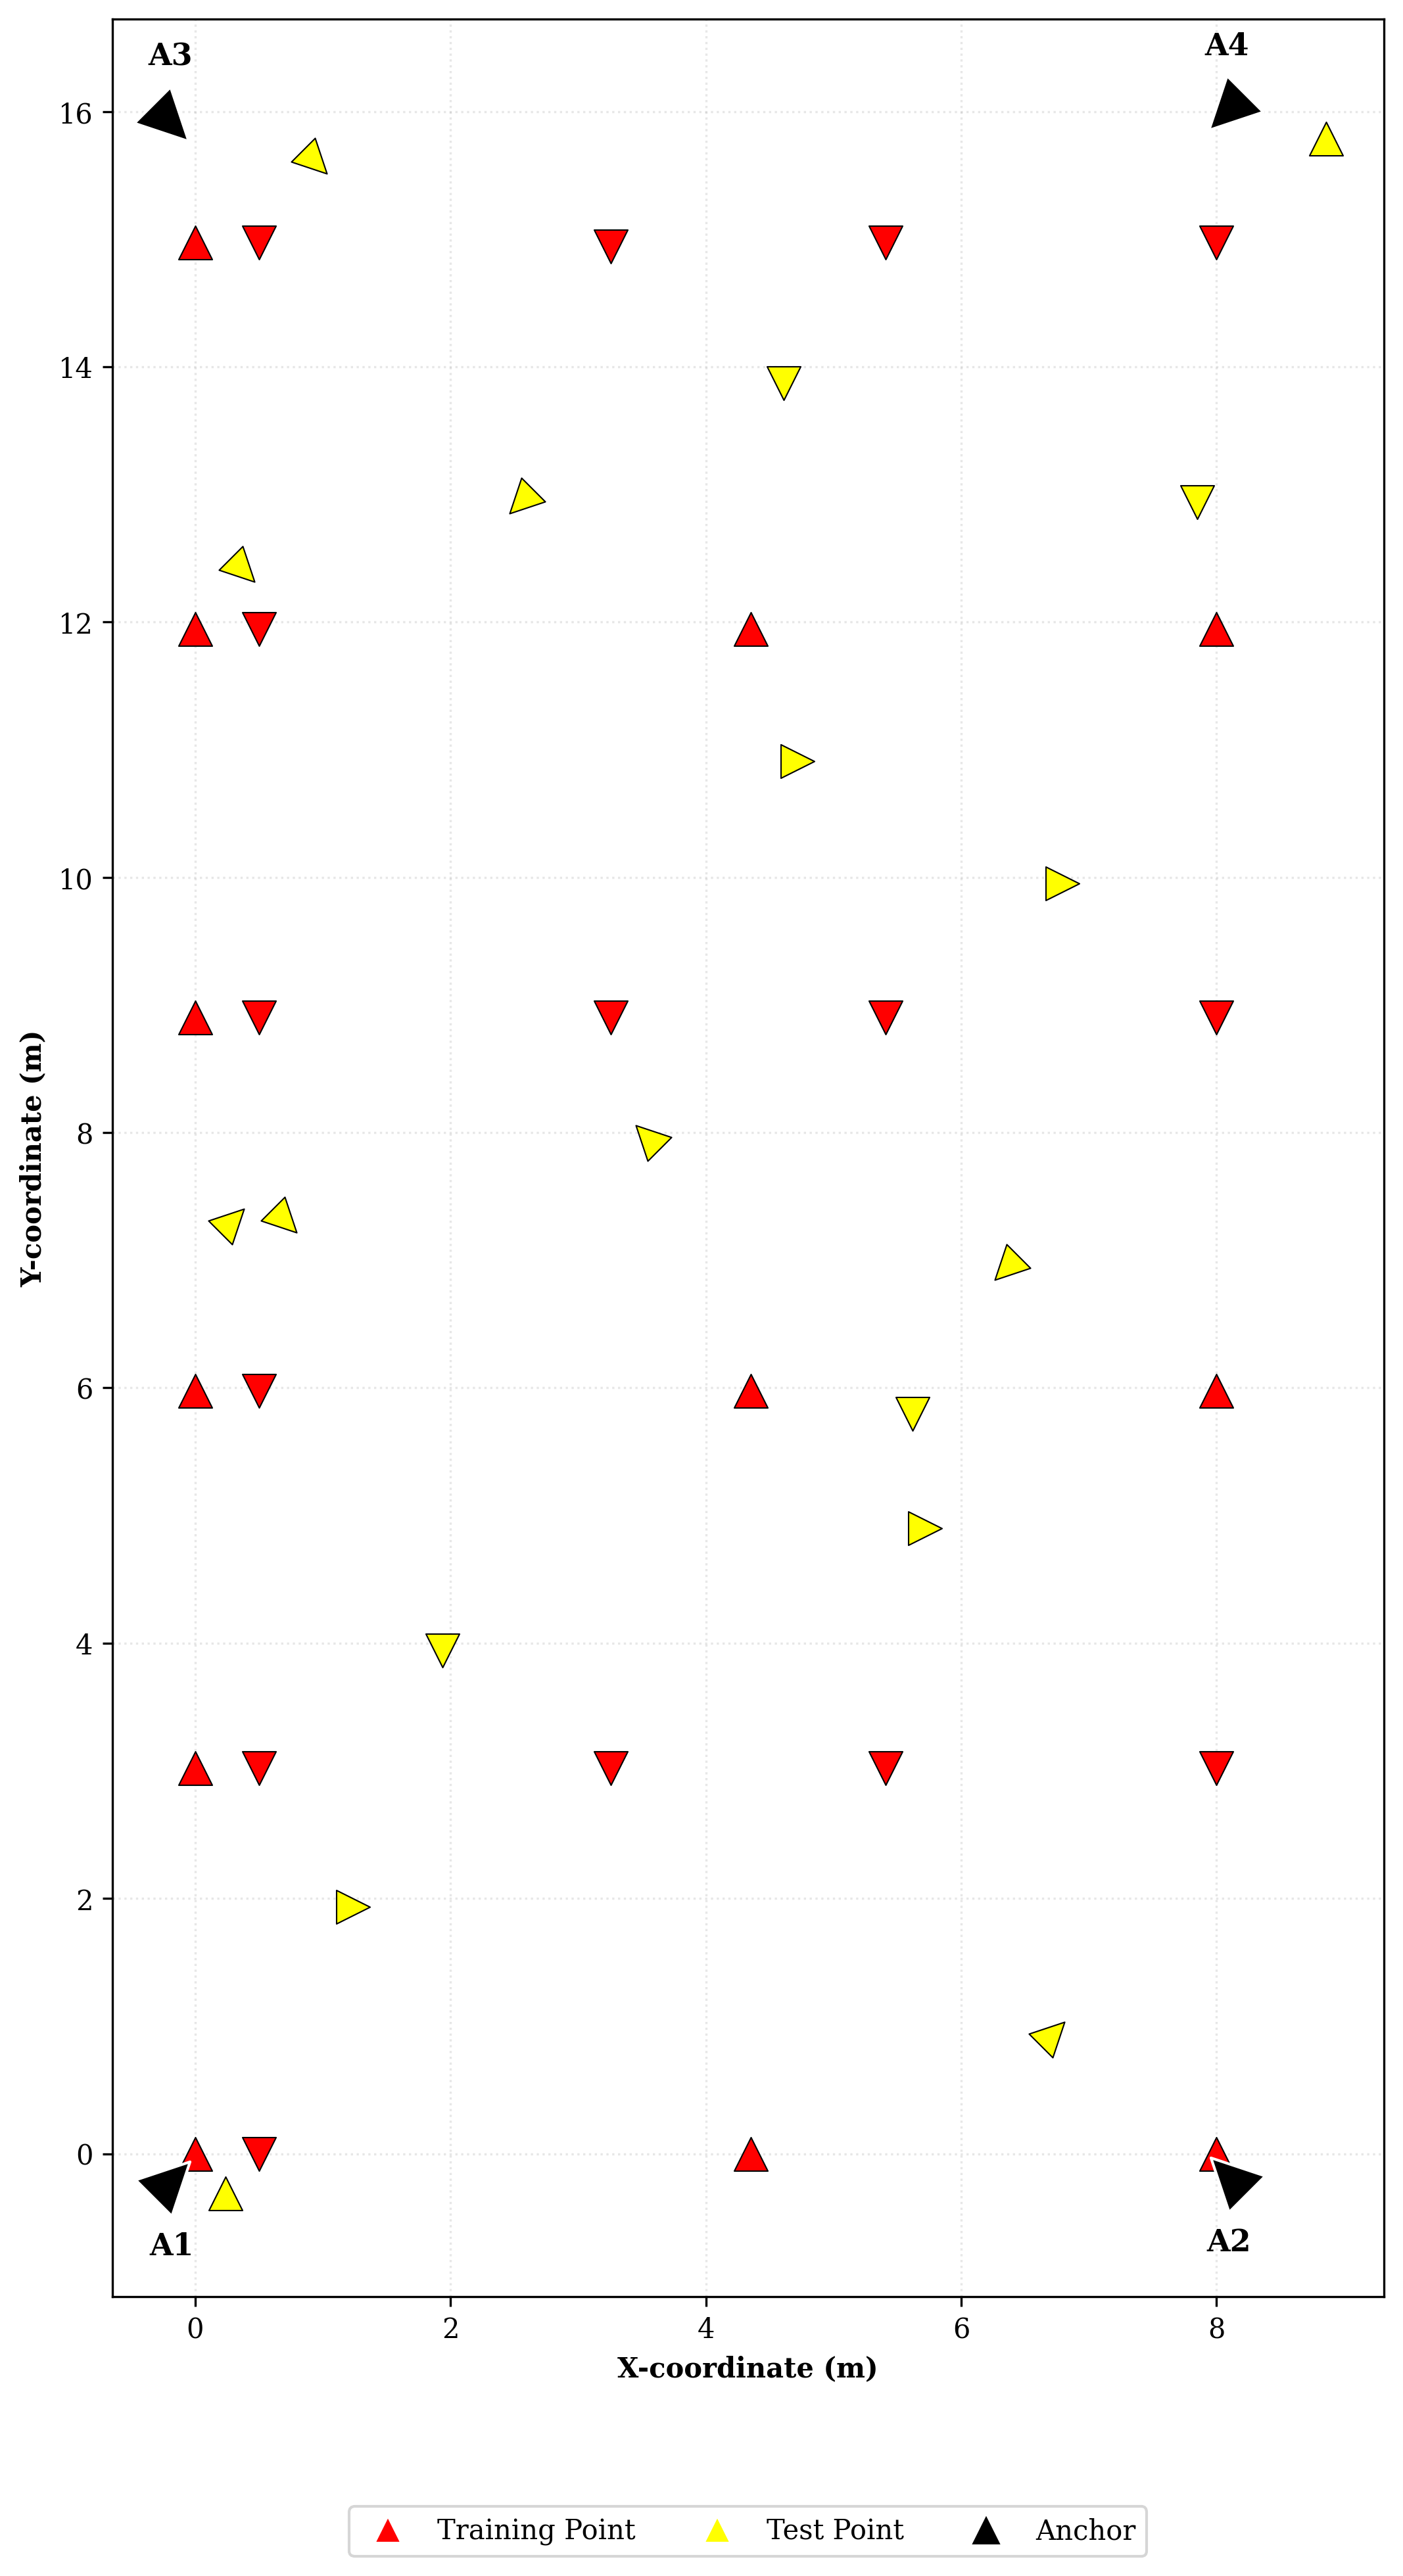 A3
A4
16
14
12
10
8
6
4
2
0
Y-coordinate (m)
A1
A2
0 2 4 6 8
X-coordinate (m)
Training Point Test Point Anchor